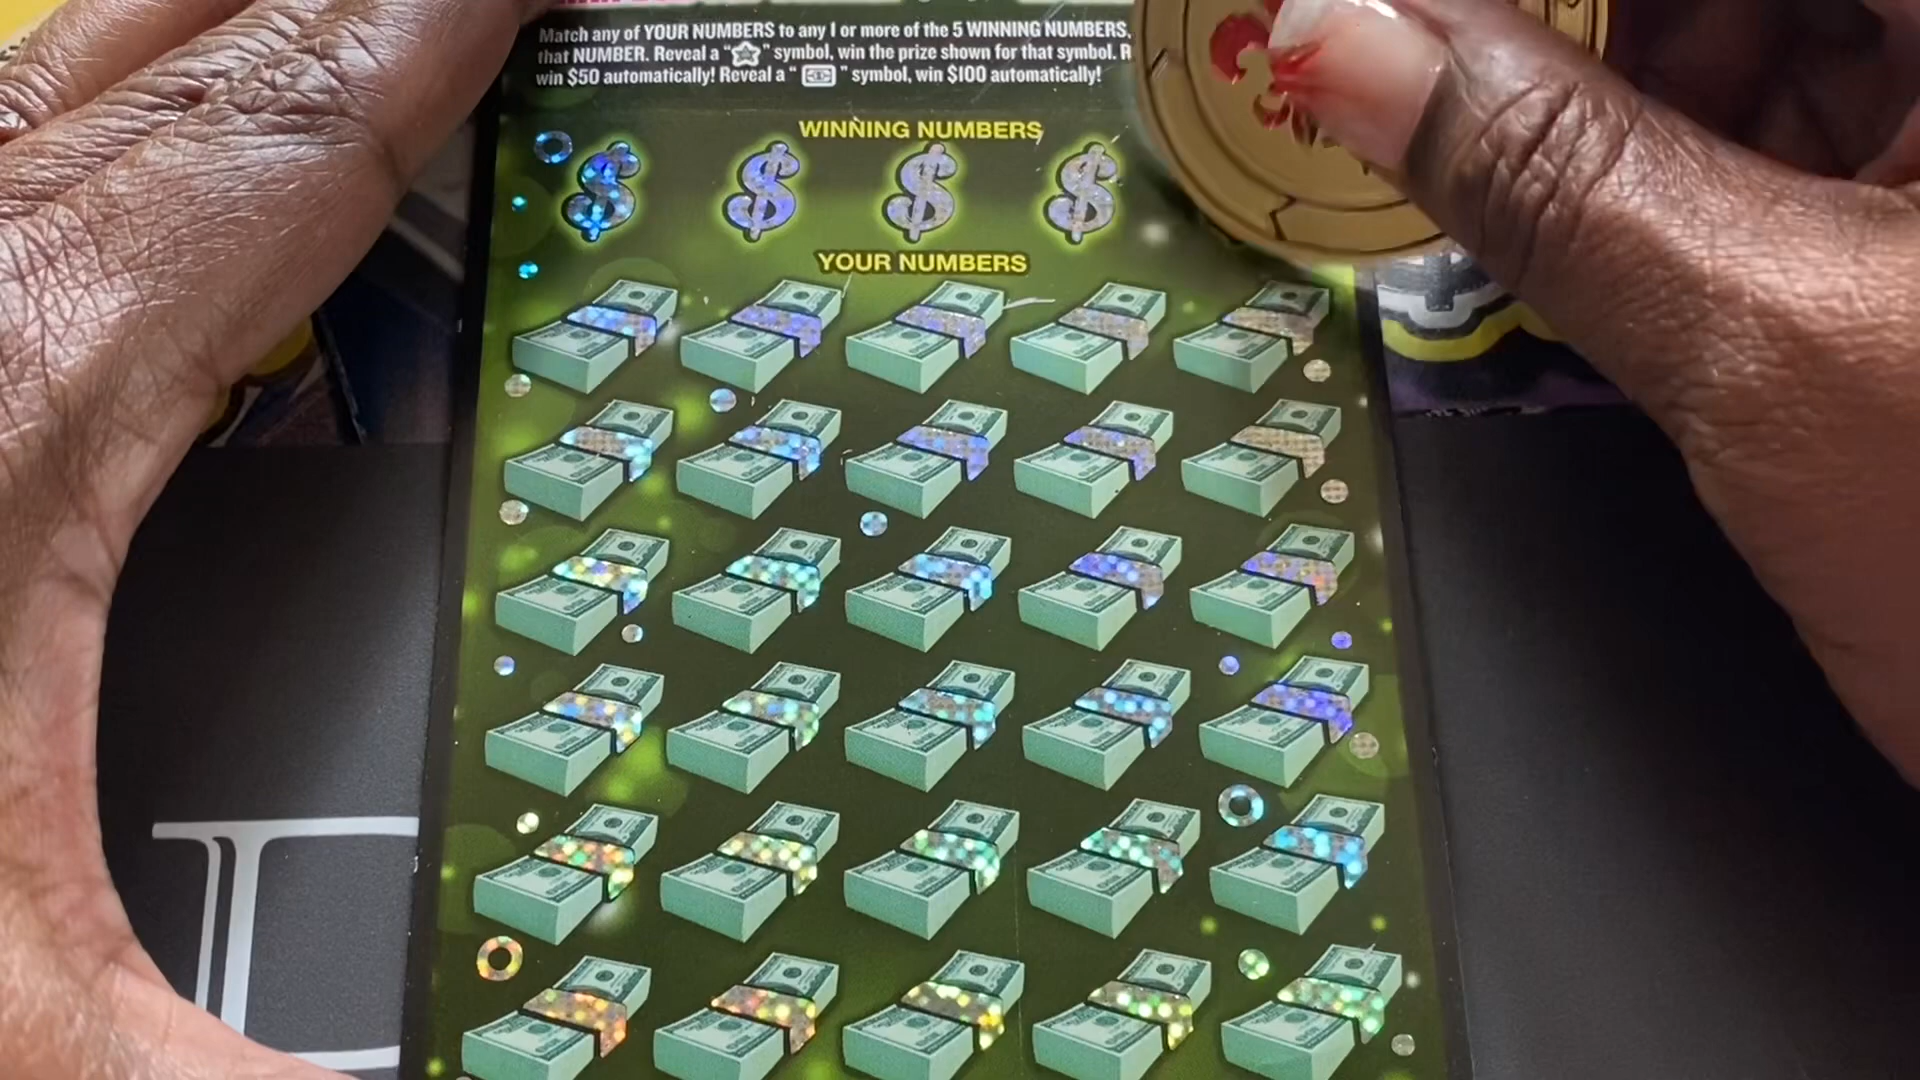 Match any of YOUR NUMBERS to any 1 or more of the 5 WINNING NUMBERS,
that NUMBER. Reveal a "☆" symbol, win the prize shown for that symbol. R
win $50 automatically! Reveal a " " symbol, win $100 automatically!
WINNING NUMBERS
$ $ $ $
YOUR NUMBERS